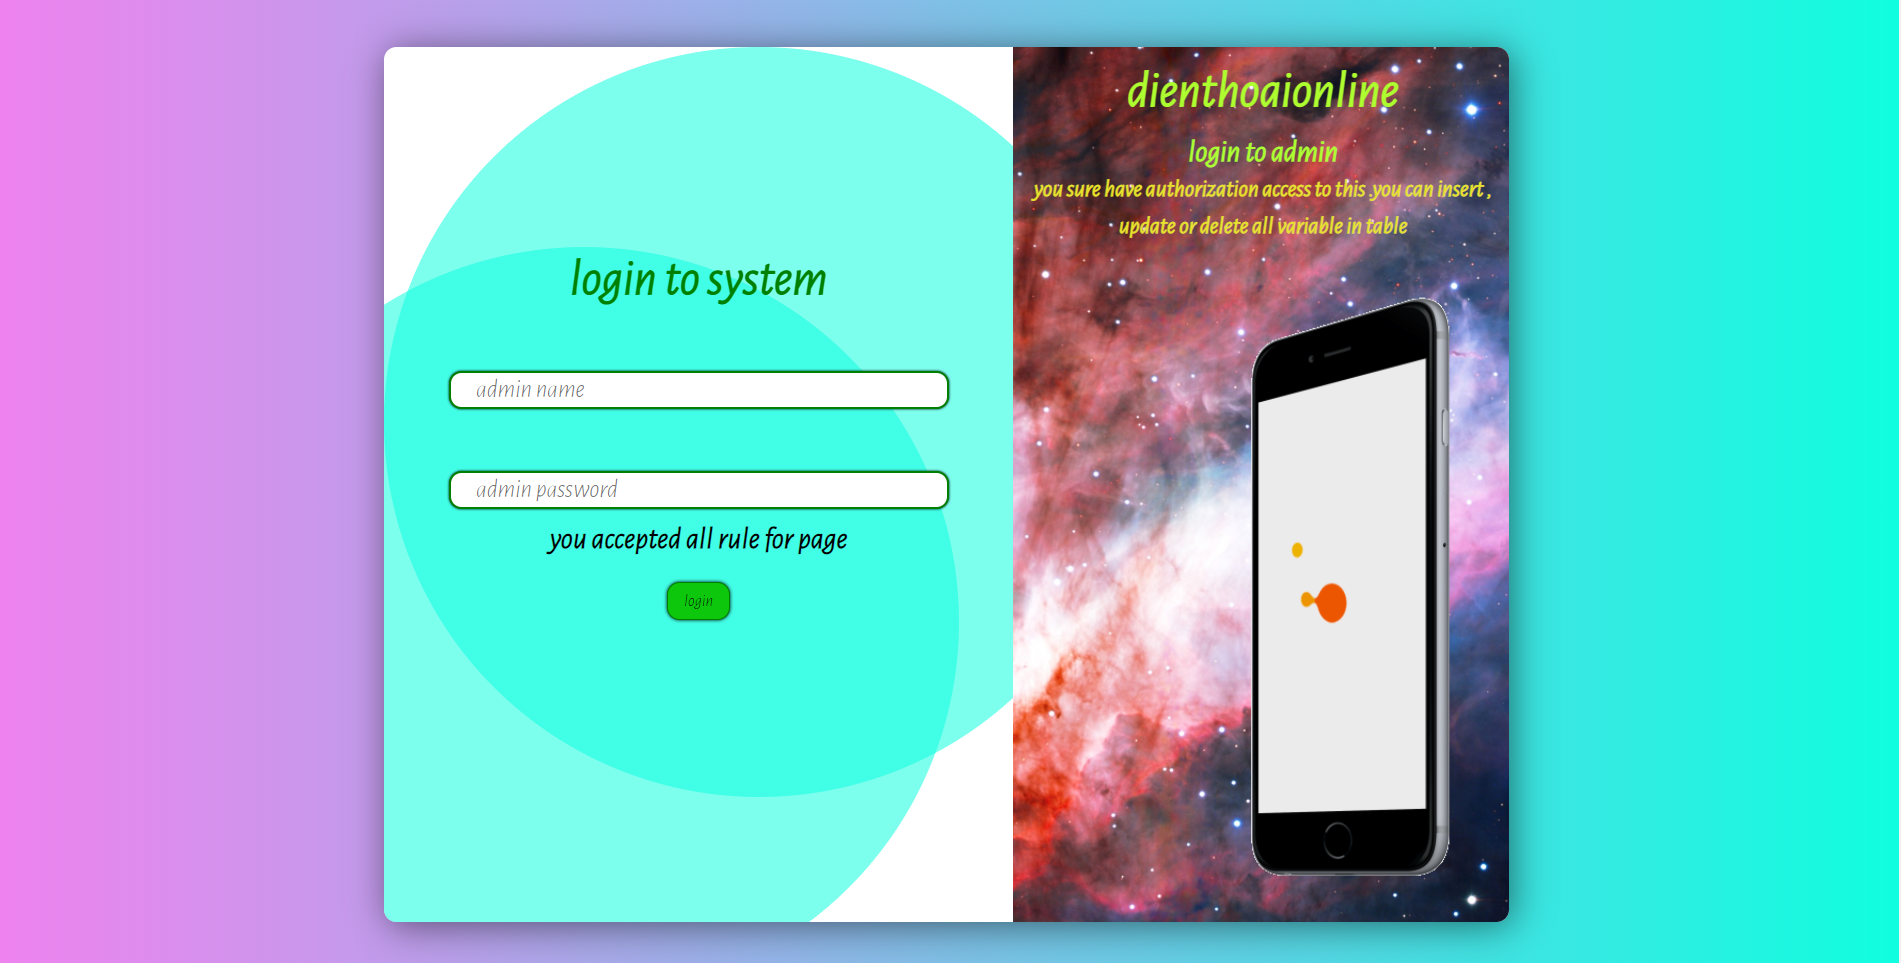 login to system
admin name
admin password
you accepted all rule for page
login
dienthoaionline
login to admin
you sure have authorization access to this .you can insert ,
update or delete all variable in table